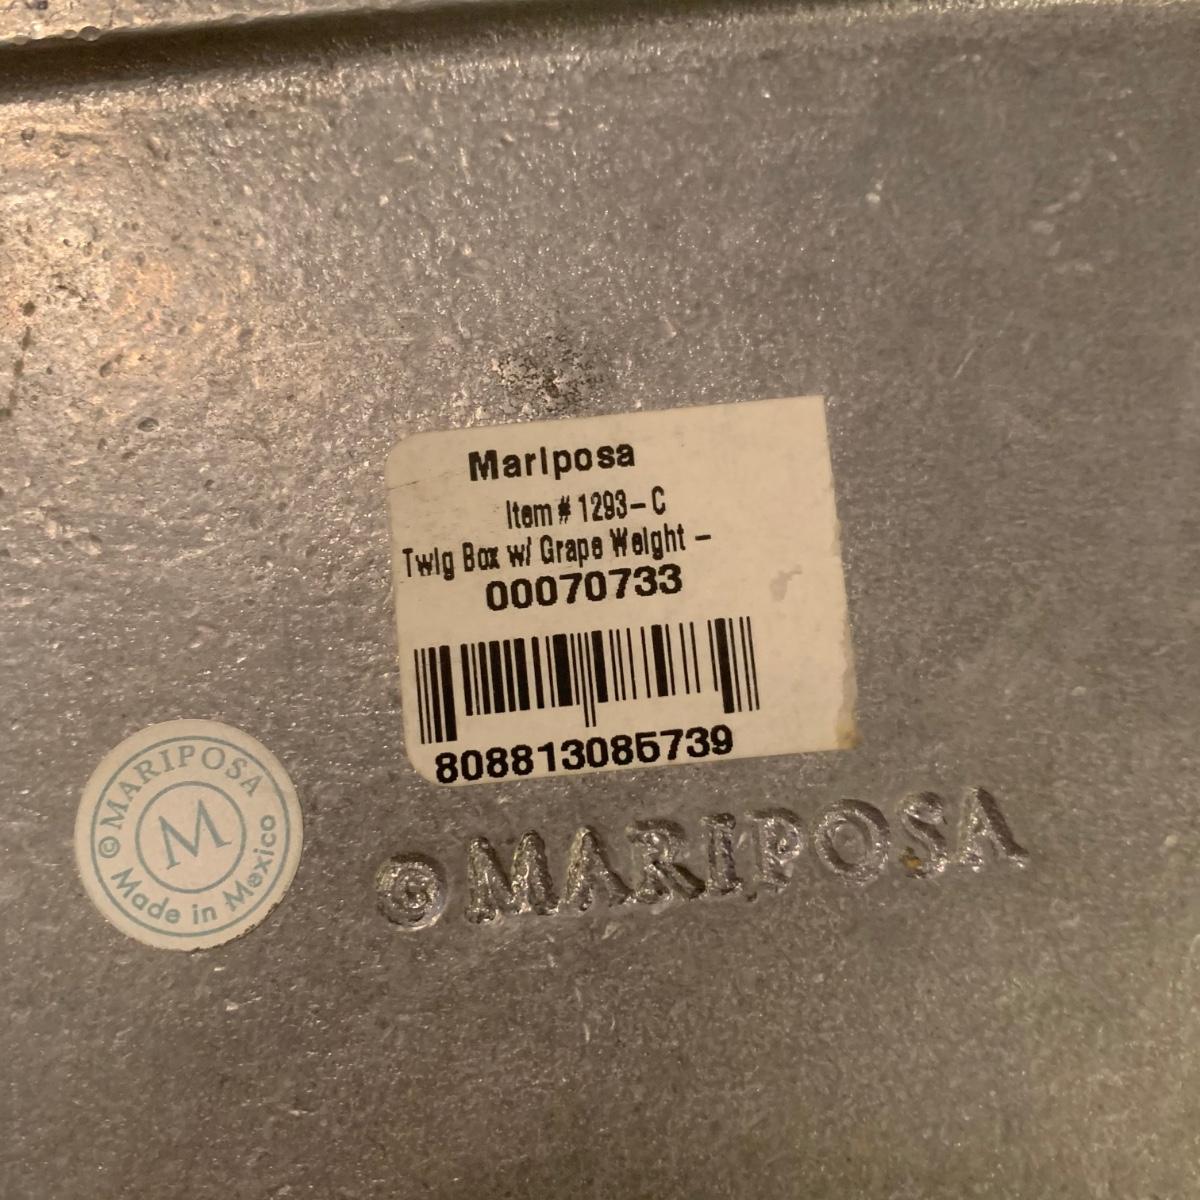 Mariposa
Item # 1293-C
Twig Box w/ Grape Weight -
00070733
808813085739
© MARIPOSA
M
Made in Mexico
© MARIPOSA